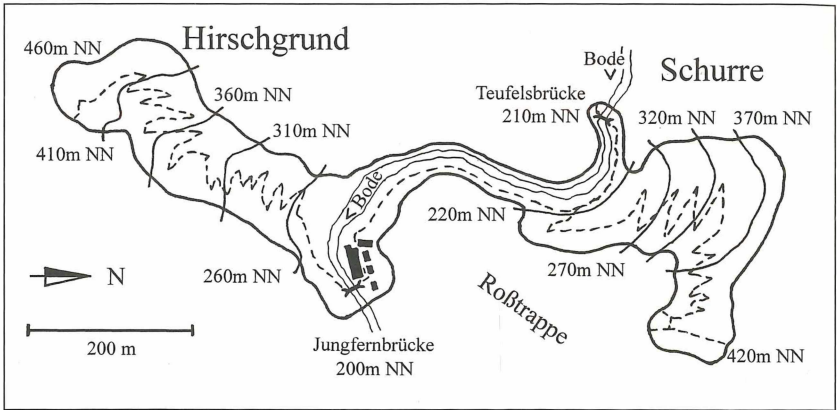 Hirschgrund
460m NN
360m NN
310m NN
410m NN
260m NN
N
200 m
Bode
Jungfernbrücke
200m NN
Bode
Schurre
Teufelsbrücke
210m NN
320m NN
370m NN
220m NN
270m NN
Roßtrappe
420m NN